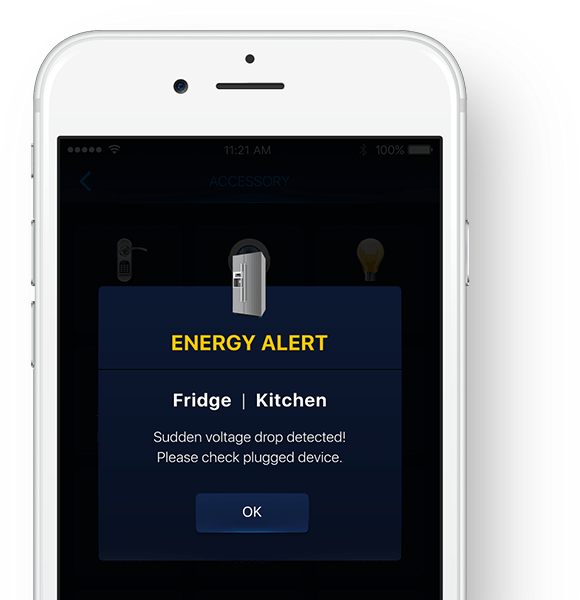 11:21 AM 100%
ACCESSORY
ENERGY ALERT
Fridge | Kitchen
Sudden voltage drop detected!
Please check plugged device.
OK